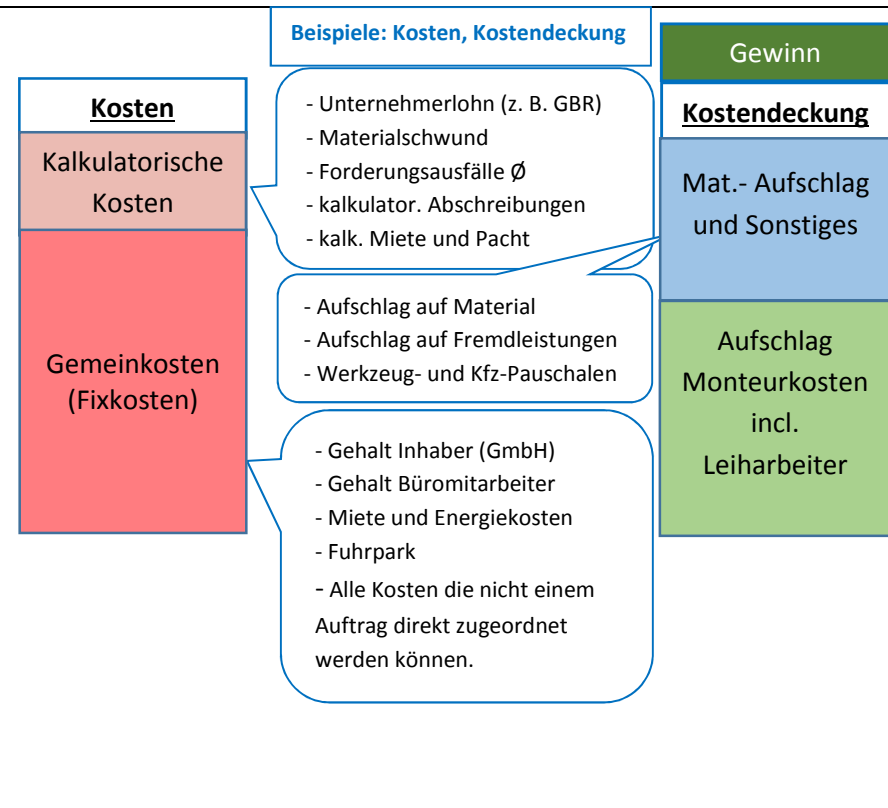 Beispiele: Kosten, Kostendeckung
Kosten
Kalkulatorische
Kosten
Gemeinkosten
(Fixkosten)
- Unternehmerlohn (z. B. GBR)
- Materialschwund
- Forderungsausfälle Ø
- kalkulator. Abschreibungen
- kalk. Miete und Pacht
- Aufschlag auf Material
- Aufschlag auf Fremdleistungen
- Werkzeug- und Kfz-Pauschalen
- Gehalt Inhaber (GmbH)
- Gehalt Büromitarbeiter
- Miete und Energiekosten
- Fuhrpark
- Alle Kosten die nicht einem
Auftrag direkt zugeordnet
werden können.
Gewinn
Kostendeckung
Mat.- Aufschlag
und Sonstiges
Aufschlag
Monteurkosten
incl.
Leiharbeiter